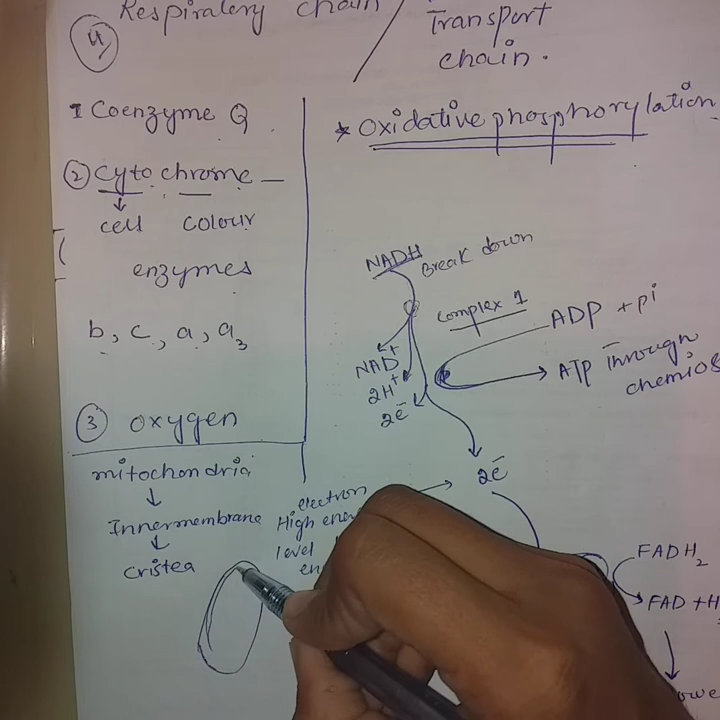 4
Respiratory chain / Transport
chain.
1 Coenzyme Q
② Cytochrome —
cell colour
enzymes
b, c, a, a3
③ oxygen
mitochondria
Innermembrane
Cristea
* Oxidative phosphorylation
NADH Break down
Complex 1
ADP + pi
NAD+
2H+
2e-
ATP Through
2e-
electron
High
level
FADH2
FAD +H